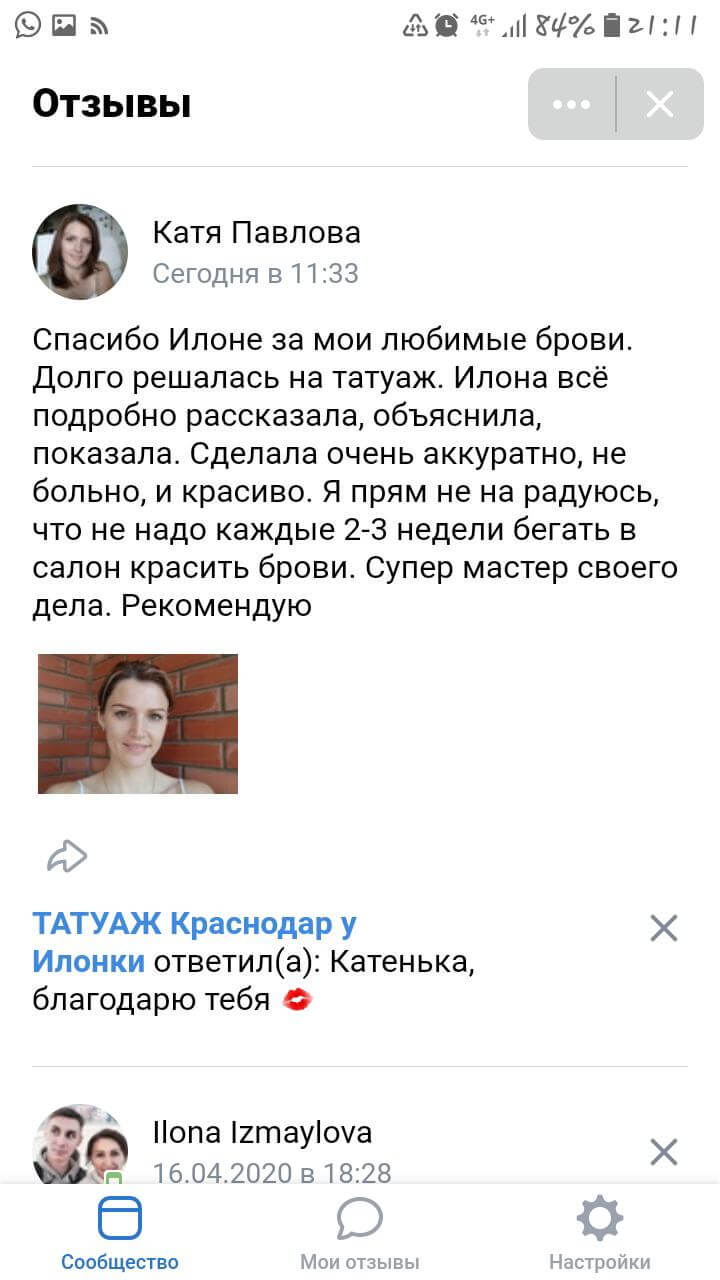 4G+ 84% 21:11
Отзывы
Катя Павлова
Сегодня в 11:33
Спасибо Илоне за мои любимые брови.
Долго решалась на татуаж. Илона всё
подробно рассказала, объяснила,
показала. Сделала очень аккуратно, не
больно, и красиво. Я прям не на радуюсь,
что не надо каждые 2-3 недели бегать в
салон красить брови. Супер мастер своего
дела. Рекомендую
ТАТУАЖ Краснодар у
Илонки ответил(а): Катенька,
благодарю тебя 💋
Ilona Izmaylova
16.04.2020 в 18:28
Сообщество Мои отзывы Настройки